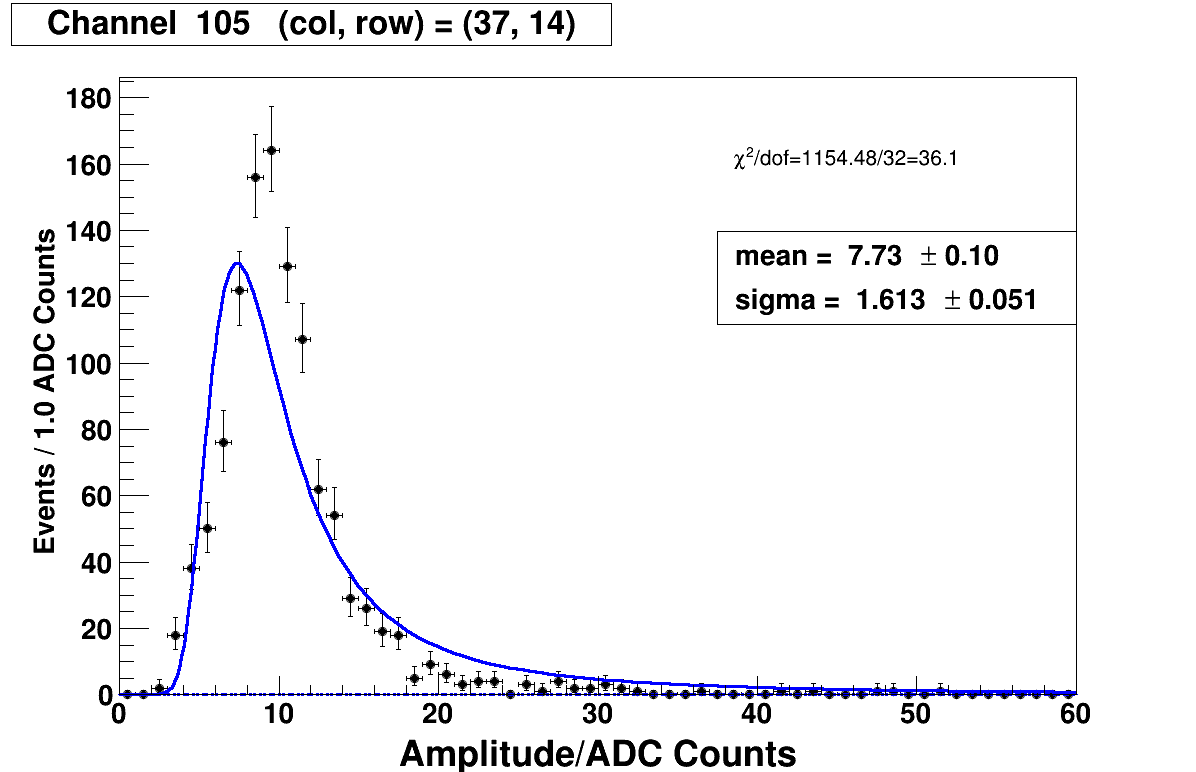 Channel 105 (col, row) = (37, 14)
180
160
140
120
100
80
60
40
20
0
Events / 1.0 ADC Counts
χ²/dof=1154.48/32=36.1
mean = 7.73 ± 0.10
sigma = 1.613 ± 0.051
0 10 20 30 40 50 60
Amplitude/ADC Counts